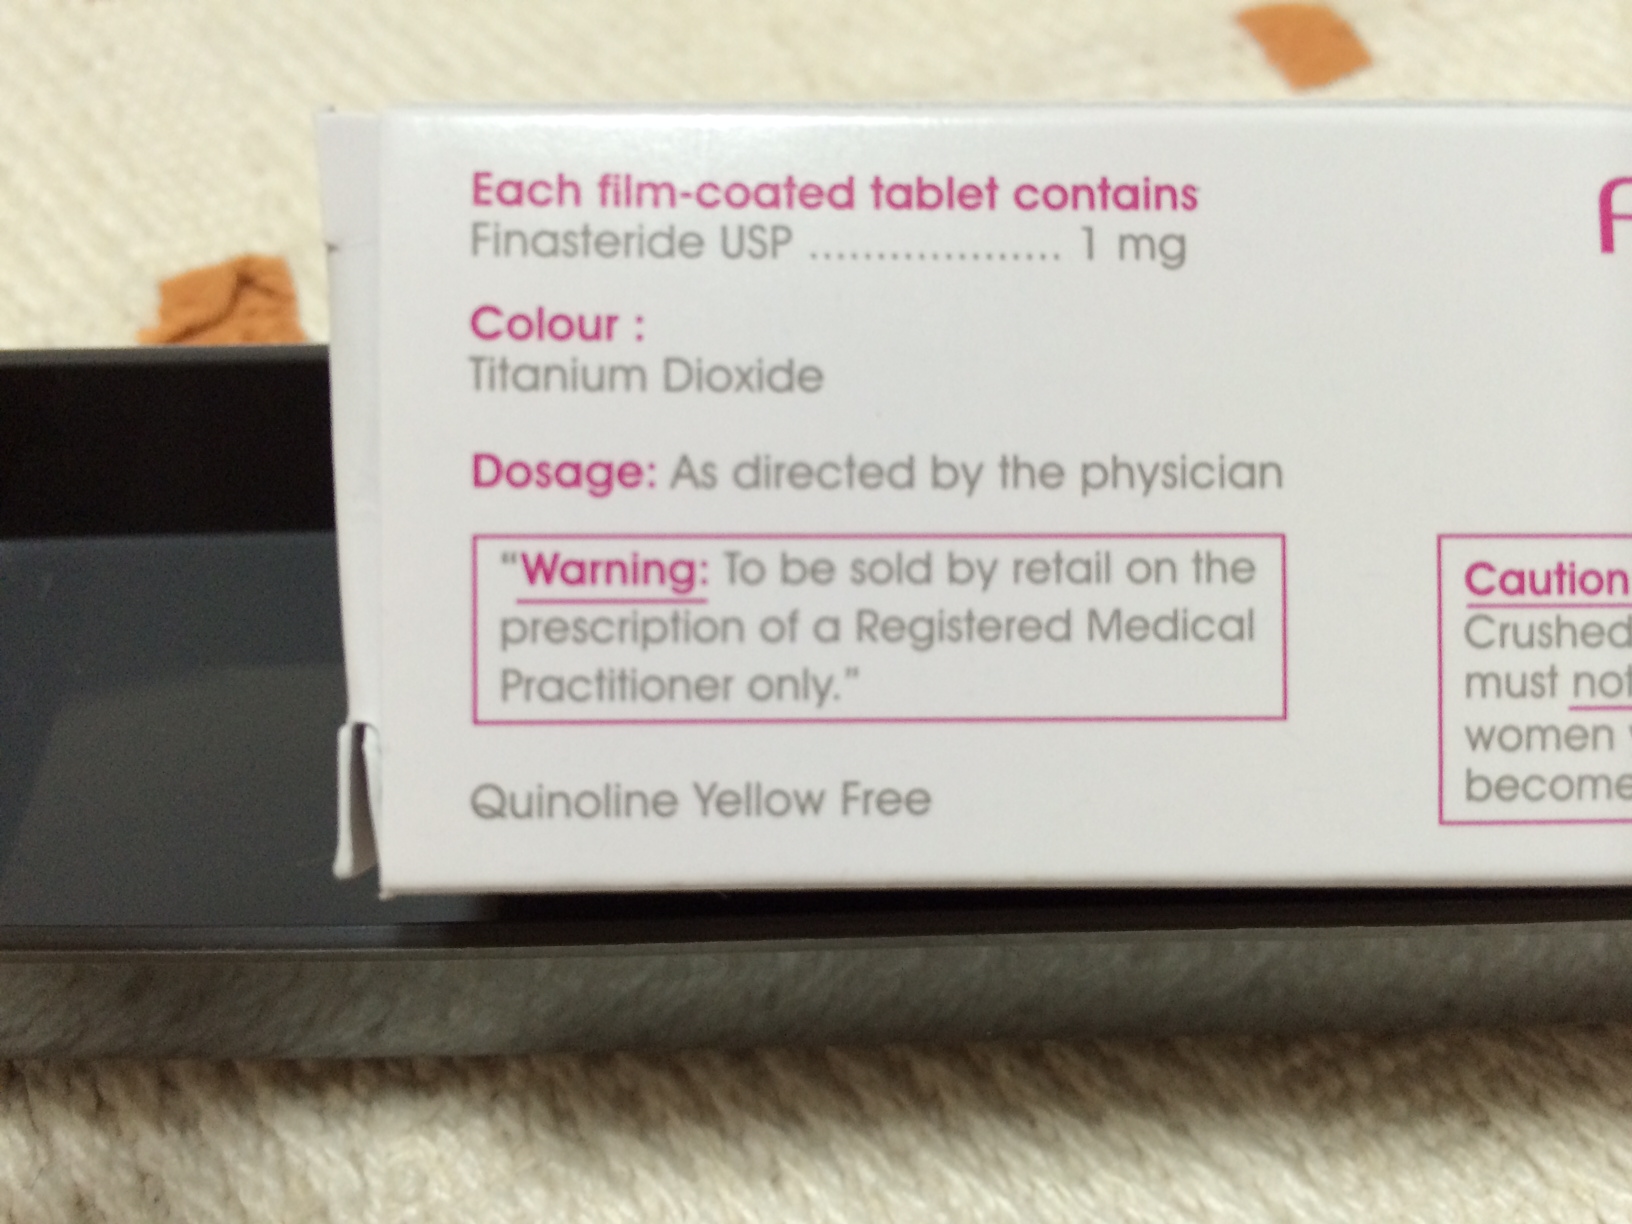 Each film-coated tablet contains
Finasteride USP ................... 1 mg
Colour :
Titanium Dioxide
Dosage: As directed by the physician
“Warning: To be sold by retail on the
prescription of a Registered Medical
Practitioner only.”
Quinoline Yellow Free
Caution
Crushed
must not
women
become